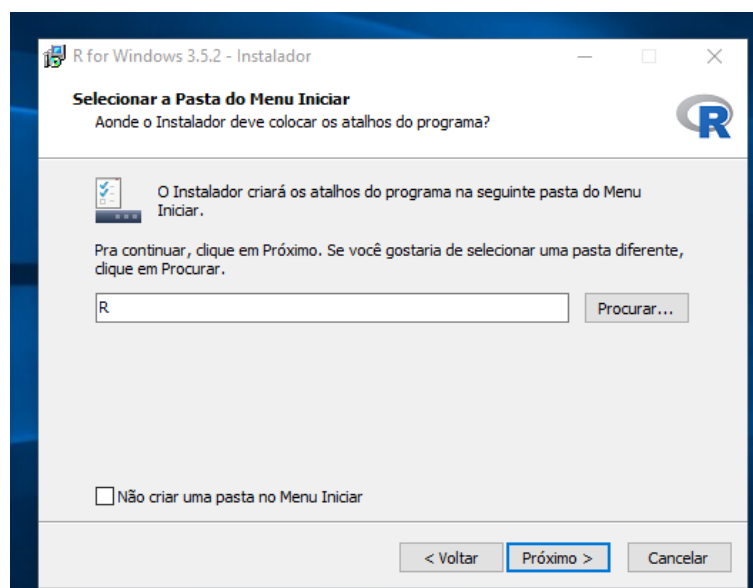 R for Windows 3.5.2 - Instalador
Selecionar a Pasta do Menu Iniciar
Aonde o Instalador deve colocar os atalhos do programa?
R
O Instalador criará os atalhos do programa na seguinte pasta do Menu
Iniciar.
Pra continuar, clique em Próximo. Se você gostaria de selecionar uma pasta diferente,
clique em Procurar.
R
Procurar...
Não criar uma pasta no Menu Iniciar
< Voltar
Próximo >
Cancelar